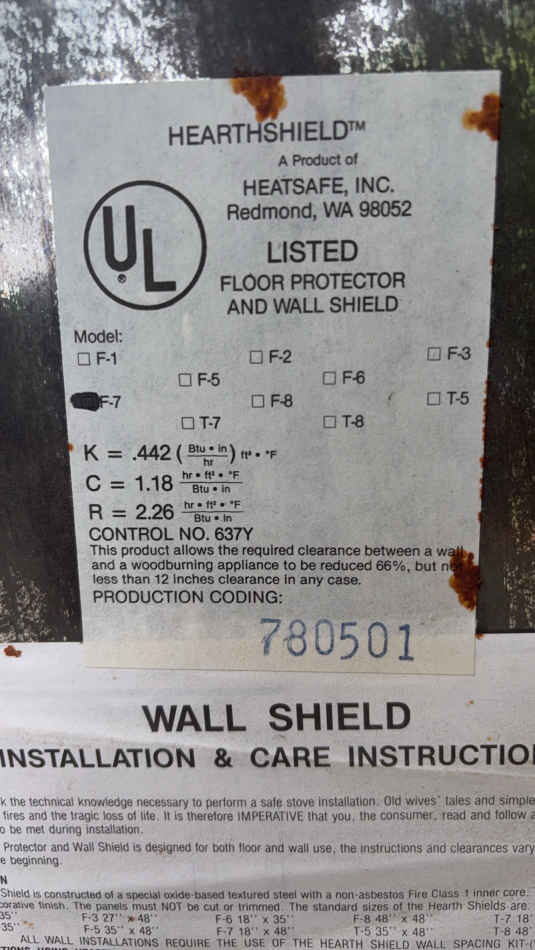 HEARTHSHIELD™
A Product of
HEATSAFE, INC.
Redmond, WA 98052
UL
®
LISTED
FLOOR PROTECTOR
AND WALL SHIELD
Model:
☐ F-1 ☐ F-2 ☐ F-3
☐ F-5 ☐ F-6
F-7 ☐ F-8 ☐ T-5
☐ T-7 ☐ T-8
K = .442 (Btu • in / hr) ft² • °F
C = 1.18 hr • ft² • °F / Btu • in
R = 2.26 hr • ft² • °F / Btu • in
CONTROL NO. 637Y
This product allows the required clearance between a wall
and a woodburning appliance to be reduced 66%, but not
less than 12 inches clearance in any case.
PRODUCTION CODING:
780501
WALL SHIELD
INSTALLATION & CARE INSTRUCTIO
k the technical knowledge necessary to perform a safe stove installation. Old wives' tales and simple
fires and the tragic loss of life. It is therefore IMPERATIVE that you, the consumer, read and follow a
o be met during installation.
Protector and Wall Shield is designed for both floor and wall use, the instructions and clearances vary
e beginning.
N
Shield is constructed of a special oxide-based textured steel with a non-asbestos Fire Class 1 inner core.
corative finish. The panels must NOT be cut or trimmed. The standard sizes of the Hearth Shields are:
35'' F-3 27'' x 48'' F-6 18'' x 35'' F-8 48'' x 48'' T-7 18'
35'' F-5 35'' x 48'' F-7 18'' x 48'' T-5 35'' x 48'' T-8 48'
ALL WALL INSTALLATIONS REQUIRE THE USE OF THE HEARTH SHIELD WALL SPACING KIT-(